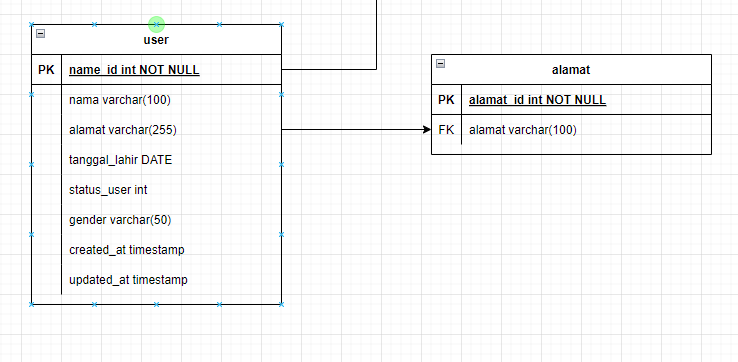 user
PK name_id int NOT NULL
nama varchar(100)
alamat varchar(255)
tanggal_lahir DATE
status_user int
gender varchar(50)
created_at timestamp
updated_at timestamp
alamat
PK alamat_id int NOT NULL
FK alamat varchar(100)